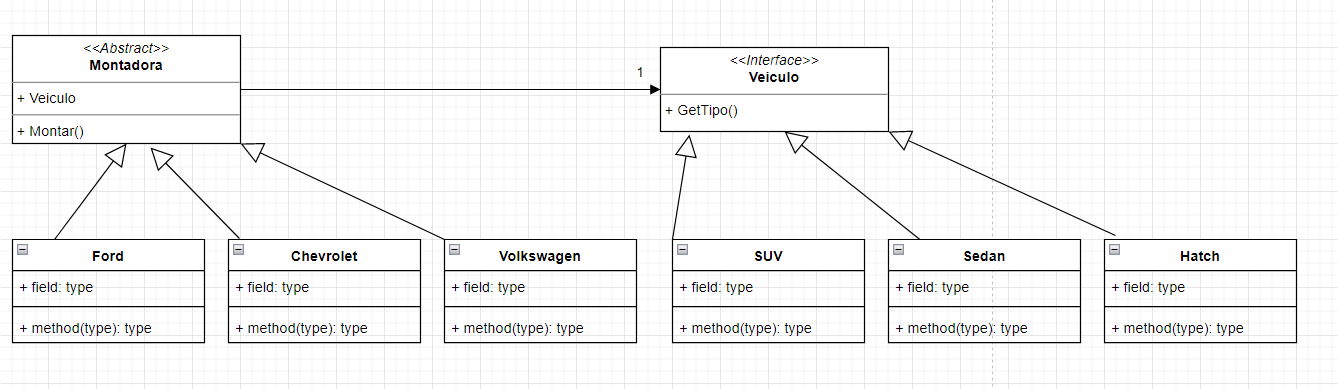 <<Abstract>>
Montadora
+ Veiculo
+ Montar()
1
<<Interface>>
Veiculo
+ GetTipo()
Ford
+ field: type
+ method(type): type
Chevrolet
+ field: type
+ method(type): type
Volkswagen
+ field: type
+ method(type): type
SUV
+ field: type
+ method(type): type
Sedan
+ field: type
+ method(type): type
Hatch
+ field: type
+ method(type): type